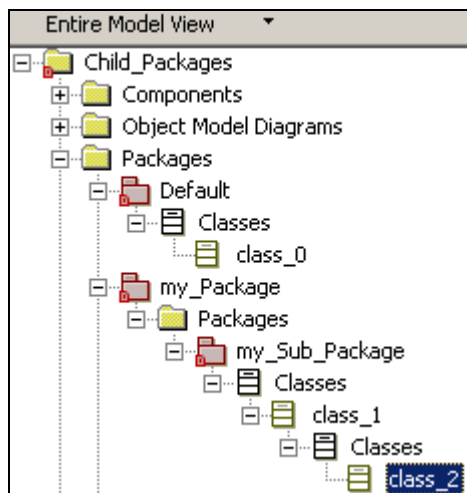 Entire Model View
Child_Packages
Components
Object Model Diagrams
Packages
Default
Classes
class_0
my_Package
Packages
my_Sub_Package
Classes
class_1
Classes
class_2